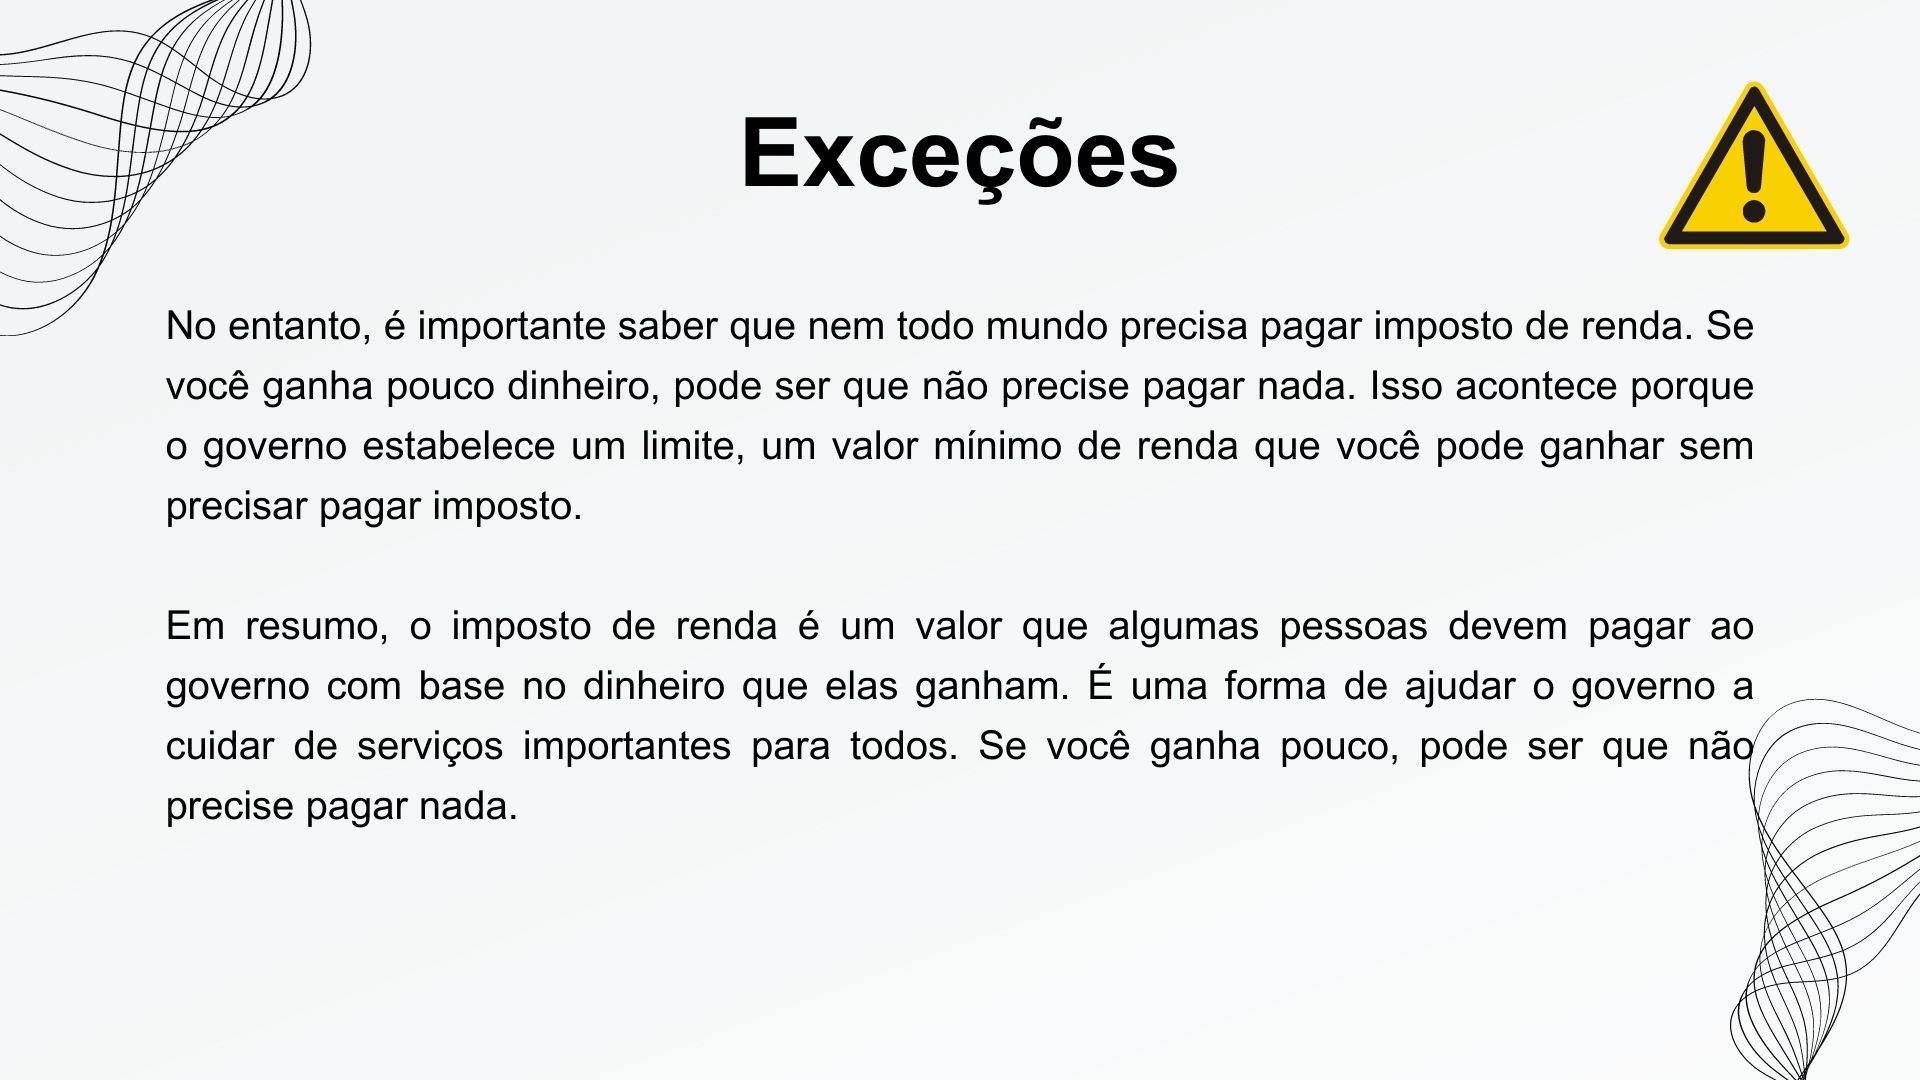 Exceções
No entanto, é importante saber que nem todo mundo precisa pagar imposto de renda. Se
você ganha pouco dinheiro, pode ser que não precise pagar nada. Isso acontece porque
o governo estabelece um limite, um valor mínimo de renda que você pode ganhar sem
precisar pagar imposto.
Em resumo, o imposto de renda é um valor que algumas pessoas devem pagar ao
governo com base no dinheiro que elas ganham. É uma forma de ajudar o governo a
cuidar de serviços importantes para todos. Se você ganha pouco, pode ser que não
precise pagar nada.